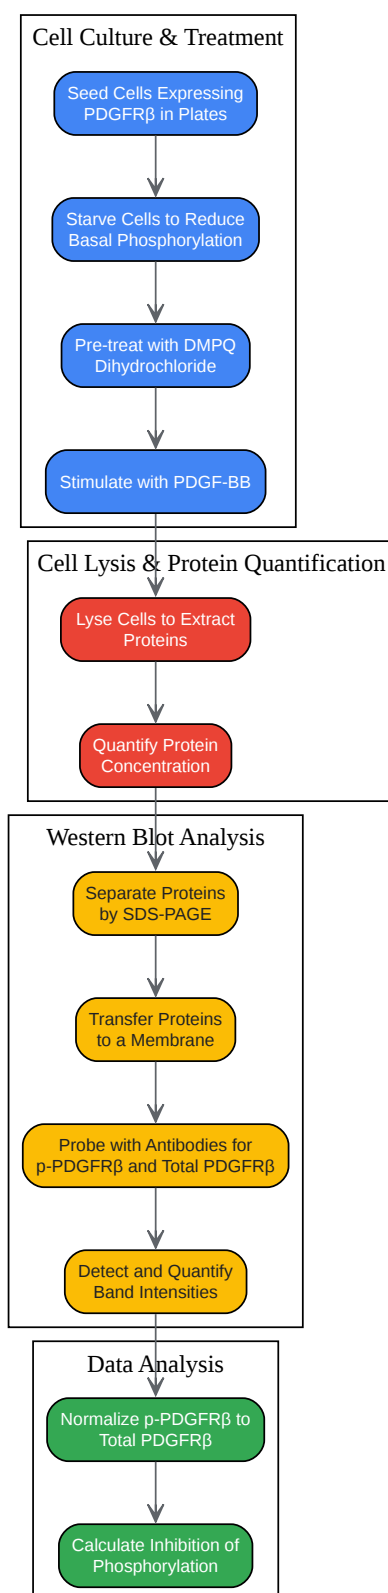 Cell Culture & Treatment
Seed Cells Expressing
PDGFRβ in Plates
Starve Cells to Reduce
Basal Phosphorylation
Pre-treat with DMPQ
Dihydrochloride
Stimulate with PDGF-BB
Cell Lysis & Protein Quantification
Lyse Cells to Extract
Proteins
Quantify Protein
Concentration
Western Blot Analysis
Separate Proteins
by SDS-PAGE
Transfer Proteins
to a Membrane
Probe with Antibodies for
p-PDGFRβ and Total PDGFRβ
Detect and Quantify
Band Intensities
Data Analysis
Normalize p-PDGFRβ to
Total PDGFRβ
Calculate Inhibition of
Phosphorylation